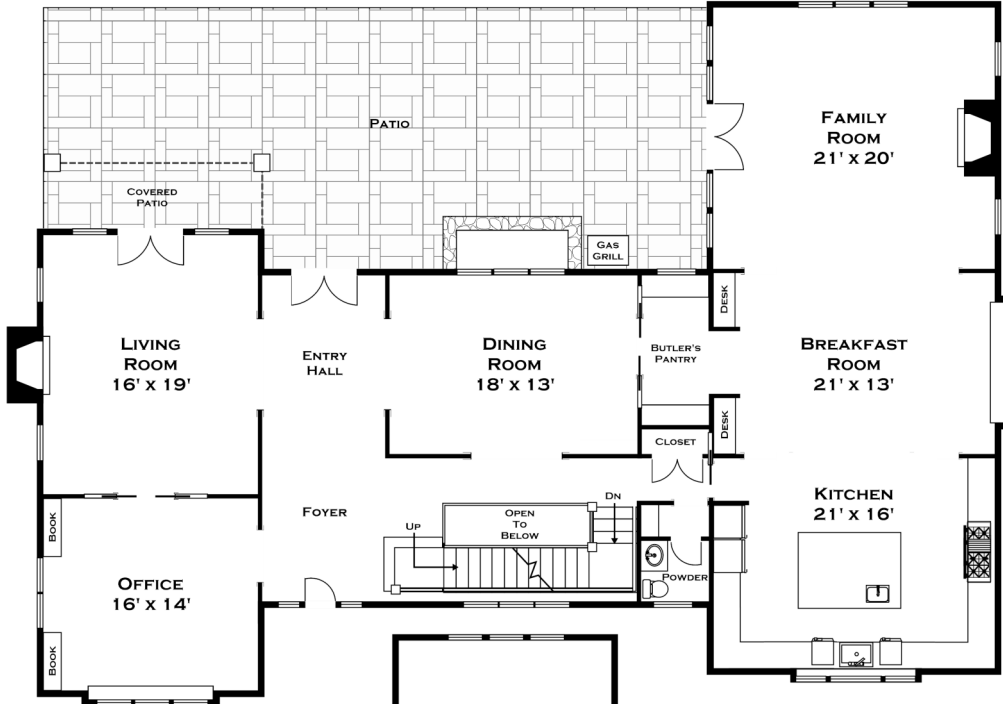 PATIO
FAMILY
ROOM
21' x 20'
COVERED
PATIO
GAS
GRILL
DESK
LIVING
ROOM
16' x 19'
ENTRY
HALL
DINING
ROOM
18' x 13'
BUTLER'S
PANTRY
BREAKFAST
ROOM
21' x 13'
DESK
CLOSET
KITCHEN
21' x 16'
BOOK
FOYER
UP
OPEN
TO
BELOW
DN
OFFICE
16' x 14'
POWDER
BOOK